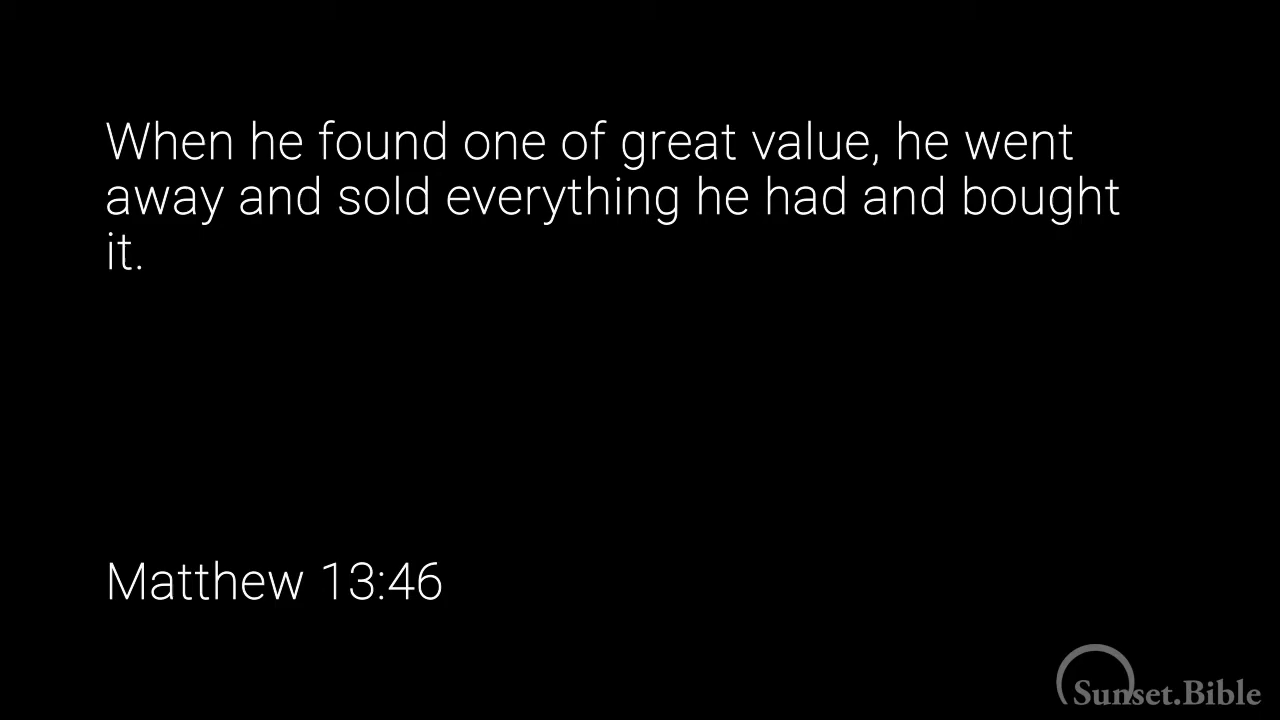 When he found one of great value, he went
away and sold everything he had and bought
it.
Matthew 13:46
Sunset.Bible